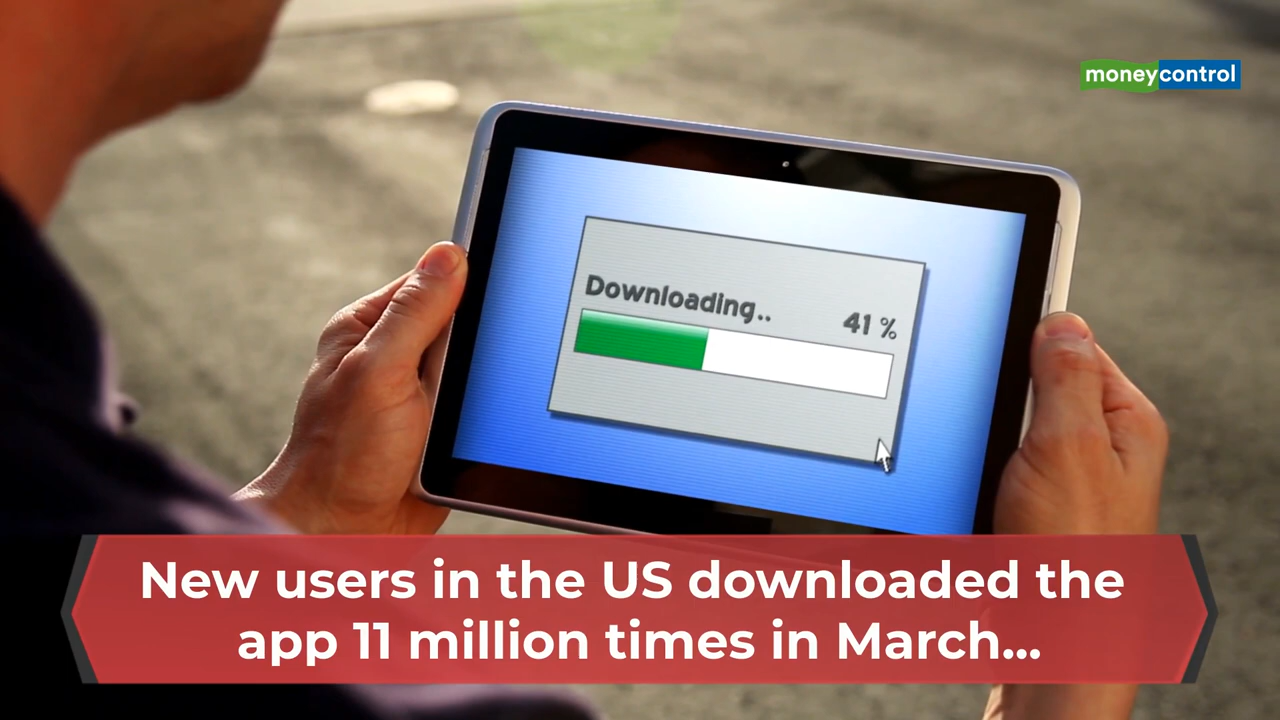 moneycontrol
Downloading..
41 %
New users in the US downloaded the
app 11 million times in March...